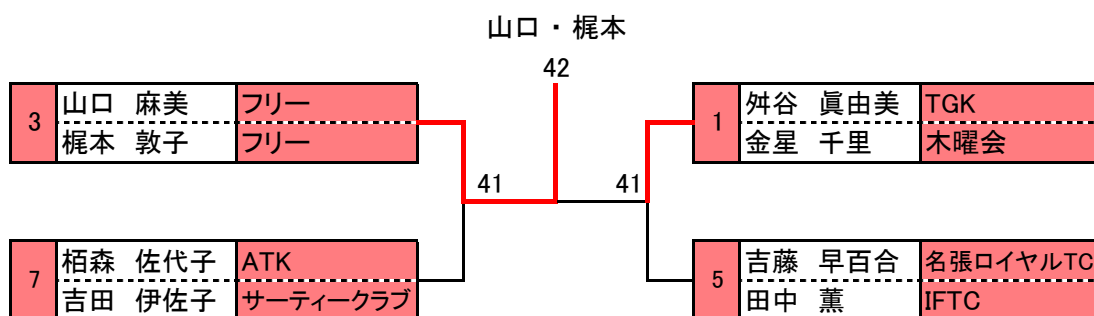 山口・梶本
42
3 山口 麻美 フリー
梶本 敦子 フリー
1 舛谷 眞由美 TGK
金星 千里 木曜会
41 41
7 栢森 佐代子 ATK
吉田 伊佐子 サーティークラブ
5 吉藤 早百合 名張ロイヤルTC
田中 薫 IFTC